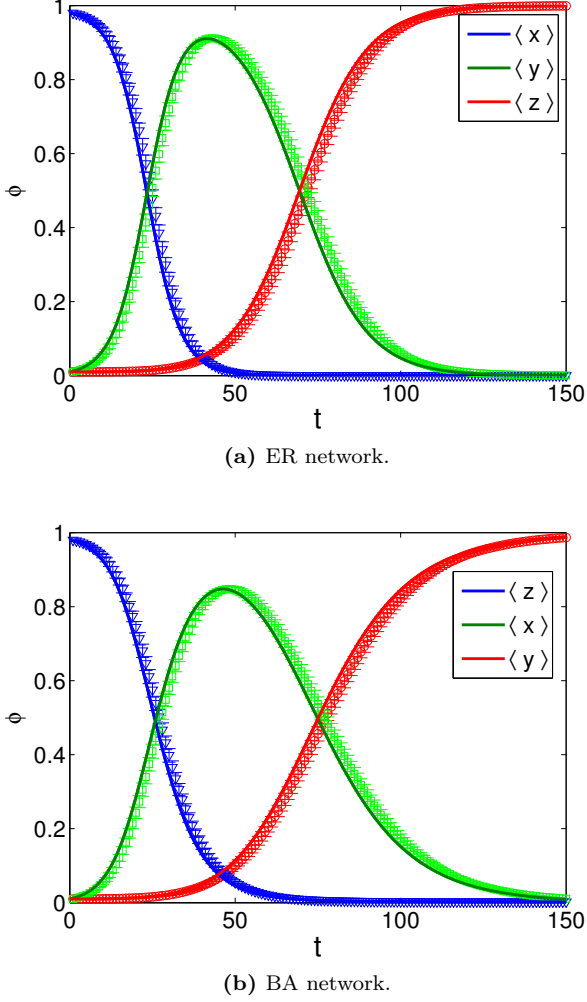 1
0.8
0.6
0.4
0.2
0
ϕ
⟨ x ⟩
⟨ y ⟩
⟨ z ⟩
0 50 100 150
t
(a) ER network.
1
0.8
0.6
0.4
0.2
0
ϕ
⟨ z ⟩
⟨ x ⟩
⟨ y ⟩
0 50 100 150
t
(b) BA network.